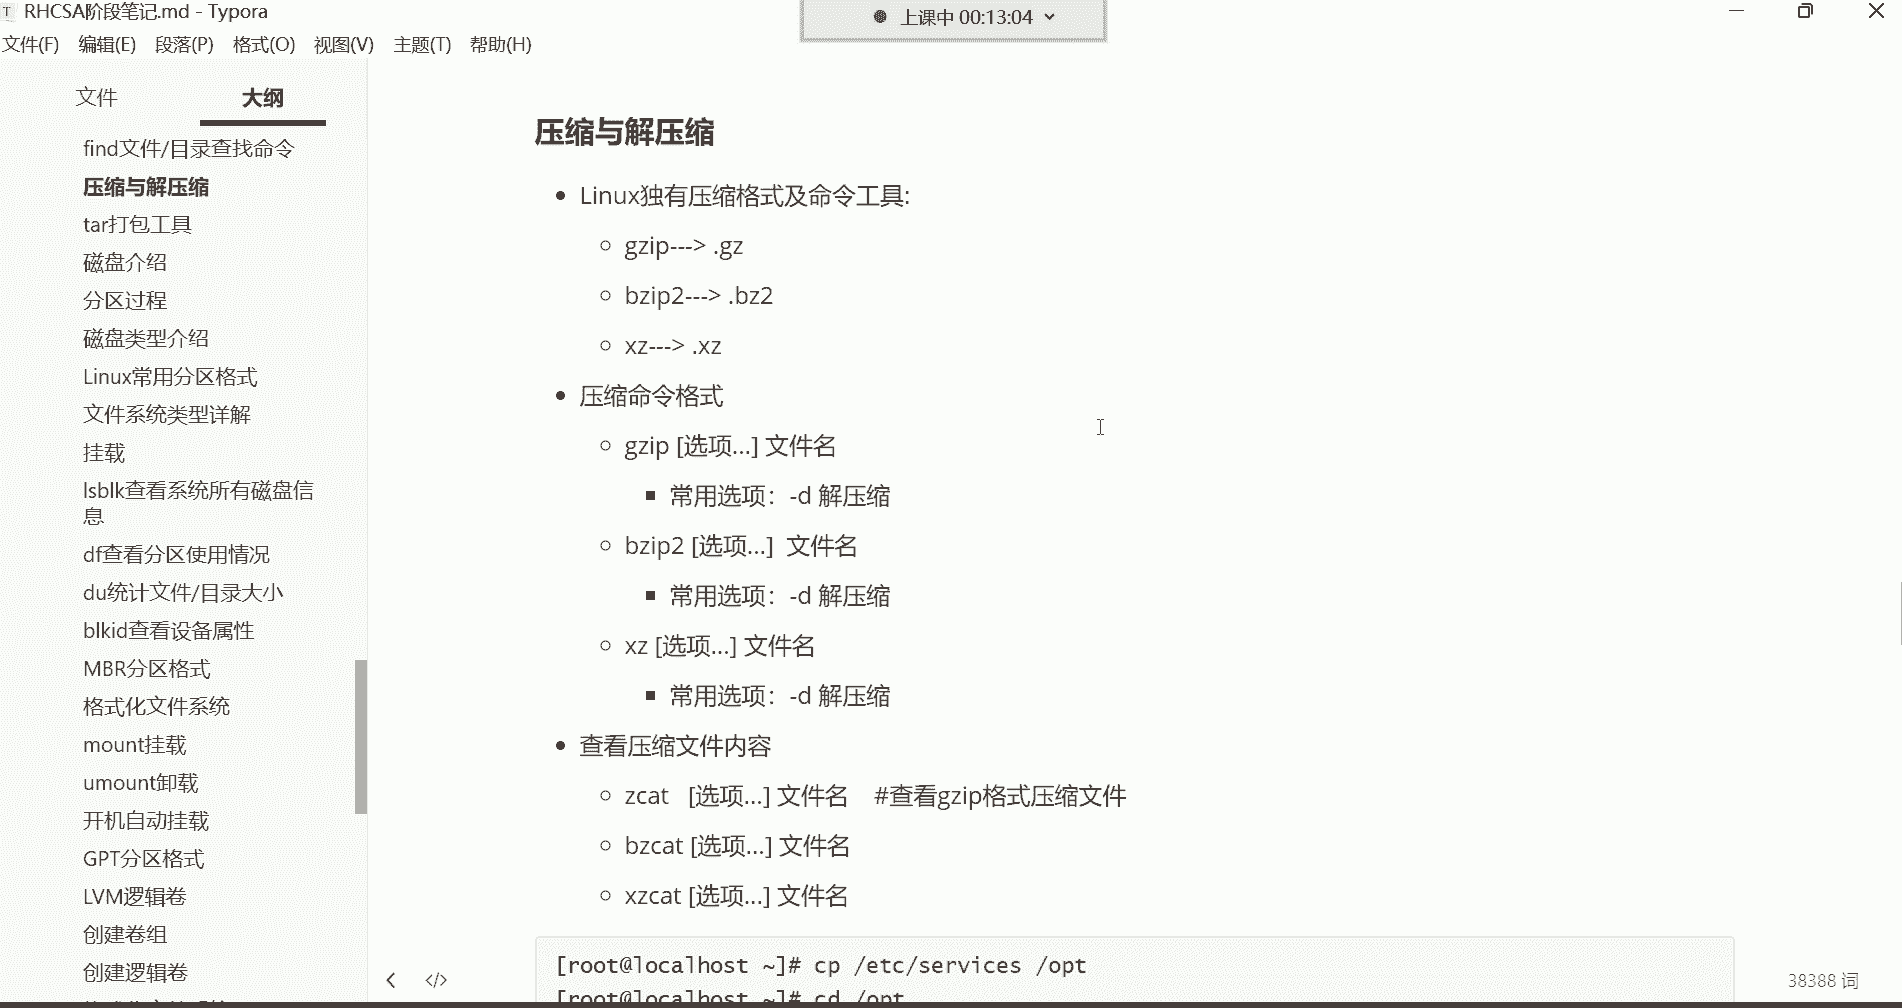 RHCSA阶段笔记.md - Typora
上课中 00:13:04
文件(F) 编辑(E) 段落(P) 格式(O) 视图(V) 主题(T) 帮助(H)
文件 大纲
find文件/目录查找命令
压缩与解压缩
tar打包工具
磁盘介绍
分区过程
磁盘类型介绍
Linux常用分区格式
文件系统类型详解
挂载
lsblk查看系统所有磁盘信
息
df查看分区使用情况
du统计文件/目录大小
blkid查看设备属性
MBR分区格式
格式化文件系统
mount挂载
umount卸载
开机自动挂载
GPT分区格式
LVM逻辑卷
创建卷组
创建逻辑卷
压缩与解压缩
Linux独有压缩格式及命令工具:
gzip---> .gz
bzip2---> .bz2
xz---> .xz
压缩命令格式
gzip [选项...] 文件名
常用选项：-d 解压缩
bzip2 [选项...] 文件名
常用选项：-d 解压缩
xz [选项...] 文件名
常用选项：-d 解压缩
查看压缩文件内容
zcat [选项...] 文件名 #查看gzip格式压缩文件
bzcat [选项...] 文件名
xzcat [选项...] 文件名
[root@localhost ~]# cp /etc/services /opt
[root@localhost ~]# cd /opt
38388 词